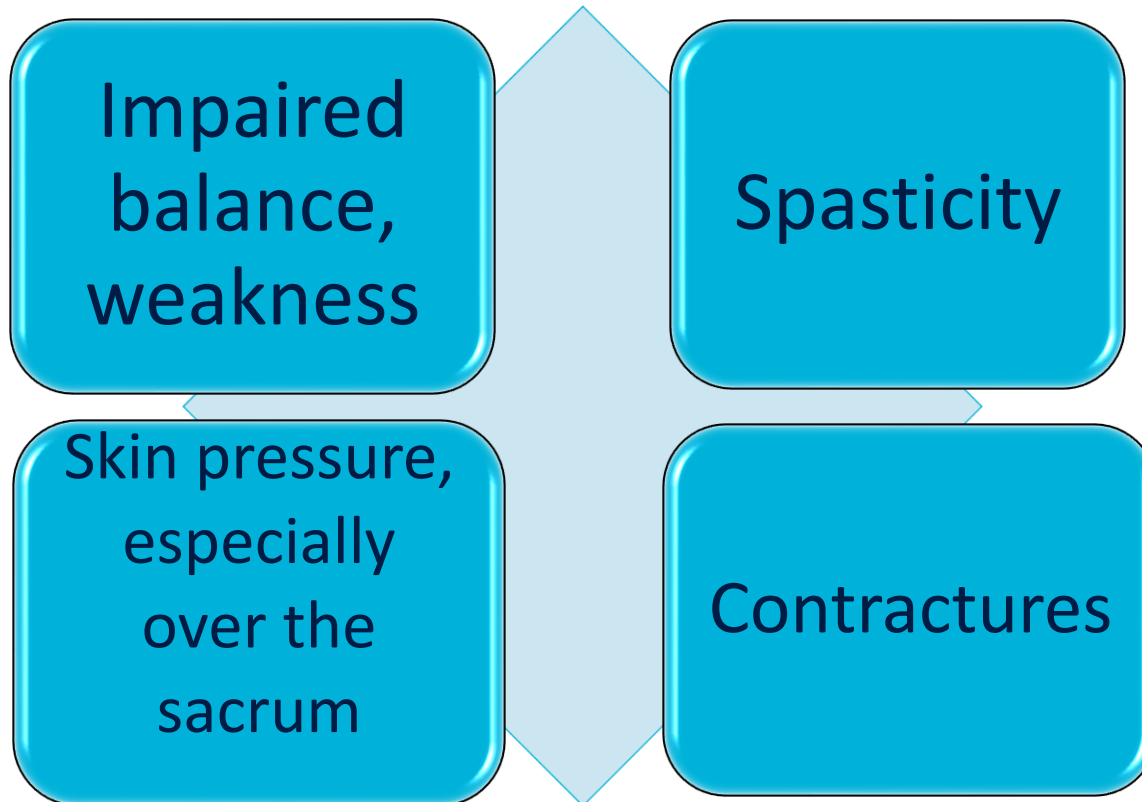 Impaired
balance,
weakness
Spasticity
Skin pressure,
especially
over the
sacrum
Contractures